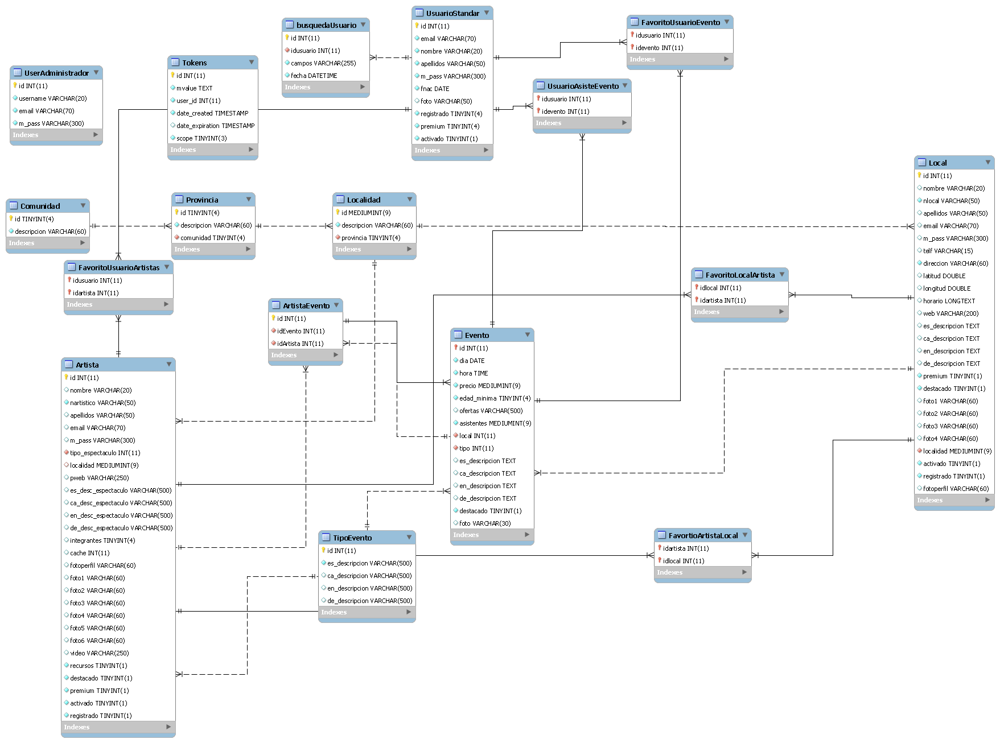 UsuarioStandar
id INT(11)
email VARCHAR(70)
nombre VARCHAR(20)
apellidos VARCHAR(50)
m_pass VARCHAR(300)
fnac DATE
foto VARCHAR(50)
registrado TINYINT(4)
premium TINYINT(4)
activado TINYINT(1)
Indexes
busquedaUsuario
id INT(11)
idusuario INT(11)
campos VARCHAR(255)
fecha DATETIME
Indexes
FavoritoUsuarioEvento
idusuario INT(11)
idevento INT(11)
Indexes
Tokens
id INT(11)
mvalue TEXT
user_id INT(11)
date_created TIMESTAMP
date_expiration TIMESTAMP
scope TINYINT(3)
Indexes
UserAdministrador
id INT(11)
username VARCHAR(20)
email VARCHAR(70)
m_pass VARCHAR(300)
Indexes
UsuarioAsisteEvento
idusuario INT(11)
idevento INT(11)
Indexes
Local
id INT(11)
nombre VARCHAR(20)
nlocal VARCHAR(50)
apellidos VARCHAR(50)
email VARCHAR(70)
m_pass VARCHAR(300)
telf VARCHAR(15)
direccion VARCHAR(60)
latitud DOUBLE
longitud DOUBLE
horario LONGTEXT
web VARCHAR(200)
es_descripcion TEXT
ca_descripcion TEXT
en_descripcion TEXT
de_descripcion TEXT
premium TINYINT(1)
destacado TINYINT(1)
foto1 VARCHAR(60)
foto2 VARCHAR(60)
foto3 VARCHAR(60)
foto4 VARCHAR(60)
localidad MEDIUMINT(9)
activado TINYINT(1)
registrado TINYINT(1)
fotoperfil VARCHAR(60)
Indexes
Comunidad
id TINYINT(4)
descripcion VARCHAR(60)
Indexes
Provincia
id TINYINT(4)
descripcion VARCHAR(60)
comunidad TINYINT(4)
Indexes
Localidad
id MEDIUMINT(9)
descripcion VARCHAR(60)
provincia TINYINT(4)
Indexes
FavoritoUsuarioArtistas
idusuario INT(11)
idartista INT(11)
Indexes
FavoritoLocalArtista
idlocal INT(11)
idartista INT(11)
Indexes
ArtistaEvento
id INT(11)
idEvento INT(11)
idArtista INT(11)
Indexes
Evento
id INT(11)
dia DATE
hora TIME
precio MEDIUMINT(9)
edad_minima TINYINT(4)
ofertas VARCHAR(500)
asistentes MEDIUMINT(9)
local INT(11)
tipo INT(11)
es_descripcion TEXT
ca_descripcion TEXT
en_descripcion TEXT
de_descripcion TEXT
destacado TINYINT(1)
foto VARCHAR(30)
Indexes
Artista
id INT(11)
nombre VARCHAR(20)
nartistico VARCHAR(50)
apellidos VARCHAR(50)
email VARCHAR(70)
m_pass VARCHAR(300)
tipo_espectaculo INT(11)
localidad MEDIUMINT(9)
pweb VARCHAR(250)
es_desc_espectaculo VARCHAR(500)
ca_desc_espectaculo VARCHAR(500)
en_desc_espectaculo VARCHAR(500)
de_desc_espectaculo VARCHAR(500)
integrantes TINYINT(4)
cache INT(11)
fotoperfil VARCHAR(60)
foto1 VARCHAR(60)
foto2 VARCHAR(60)
foto3 VARCHAR(60)
foto4 VARCHAR(60)
foto5 VARCHAR(60)
foto6 VARCHAR(60)
video VARCHAR(250)
recursos TINYINT(1)
destacado TINYINT(1)
premium TINYINT(1)
activado TINYINT(1)
registrado TINYINT(1)
Indexes
TipoEvento
id INT(11)
es_descripcion VARCHAR(500)
ca_descripcion VARCHAR(500)
en_descripcion VARCHAR(500)
de_descripcion VARCHAR(500)
Indexes
FavortioArtistaLocal
idartista INT(11)
idlocal INT(11)
Indexes